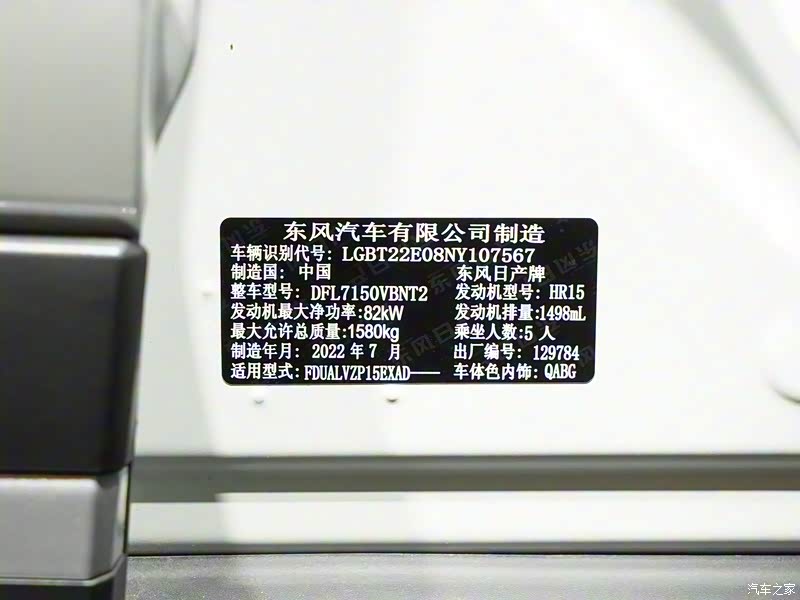 东风汽车有限公司制造
车辆识别代号: LGBT22E08NY107567
制造国: 中国 东风日产牌
整车型号: DFL7150VBNT2 发动机型号: HR15
发动机最大净功率:82kW 发动机排量:1498mL
最大允许总质量:1580kg 乘坐人数:5 人
制造年月: 2022 年 7 月 出厂编号: 129784
适用型式: FDUALVZP15EXAD—— 车体色内饰: QABG
汽车之家